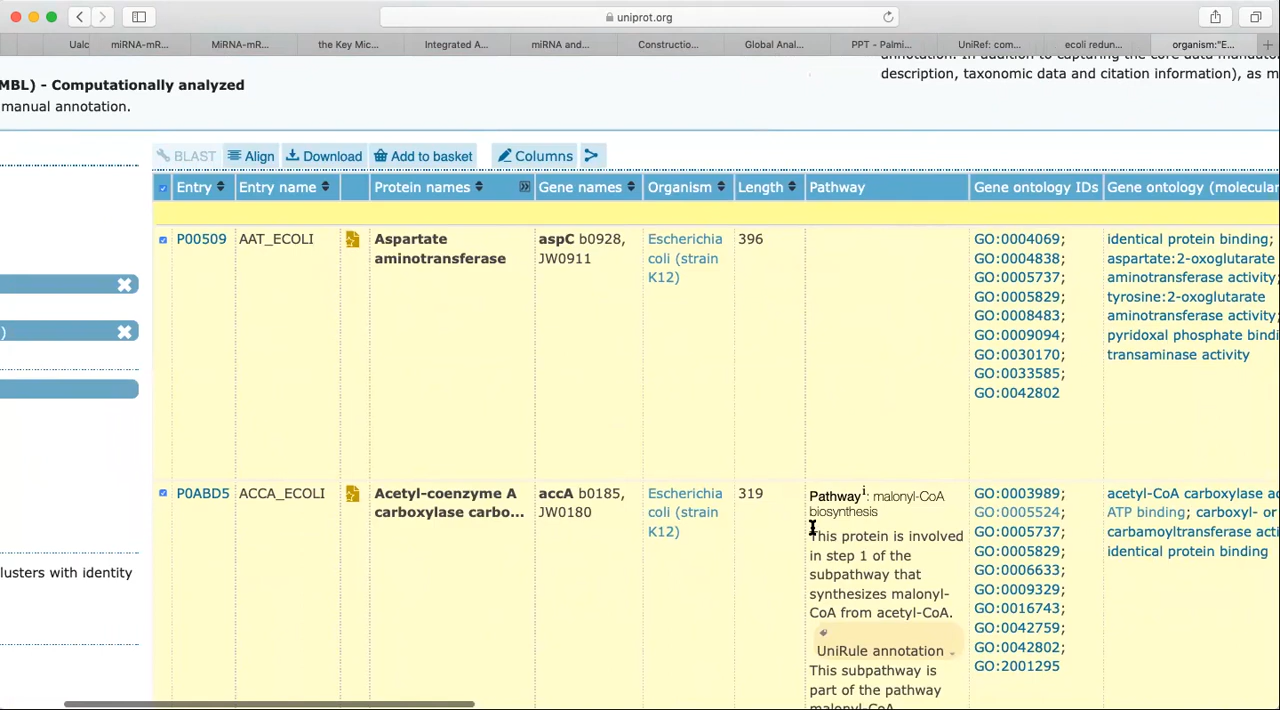 uniprot.org
Ualc
miRNA-mR...
MiRNA-mR...
the Key Mic...
Integrated A...
miRNA and...
Constructio...
Global Anal...
PPT - Palmi...
UniRef: com...
ecoli redun...
organism:"E...
MBL) - Computationally analyzed
manual annotation.
description, taxonomic data and citation information), as m
BLAST
Align
Download
Add to basket
Columns
Entry
Entry name
Protein names
Gene names
Organism
Length
Pathway
Gene ontology IDs
Gene ontology (molecular
P00509
AAT_ECOLI
Aspartate
aminotransferase
aspC b0928,
JW0911
Escherichia
coli (strain
K12)
396
GO:0004069;
GO:0004838;
GO:0005737;
GO:0005829;
GO:0008483;
GO:0009094;
GO:0030170;
GO:0033585;
GO:0042802
identical protein binding;
aspartate:2-oxoglutarate
aminotransferase activity;
tyrosine:2-oxoglutarate
aminotransferase activity;
pyridoxal phosphate bindi
transaminase activity
)
P0ABD5
ACCA_ECOLI
Acetyl-coenzyme A
carboxylase carbo...
accA b0185,
JW0180
Escherichia
coli (strain
K12)
319
Pathwayⁱ: malonyl-CoA
biosynthesis
This protein is involved
in step 1 of the
subpathway that
synthesizes malonyl-
CoA from acetyl-CoA.
UniRule annotation
This subpathway is
part of the pathway
malonyl-CoA
GO:0003989;
GO:0005524;
GO:0005737;
GO:0005829;
GO:0006633;
GO:0009329;
GO:0016743;
GO:0042759;
GO:0042802;
GO:2001295
acetyl-CoA carboxylase ac
ATP binding; carboxyl- or
carbamoyltransferase acti
identical protein binding
lusters with identity